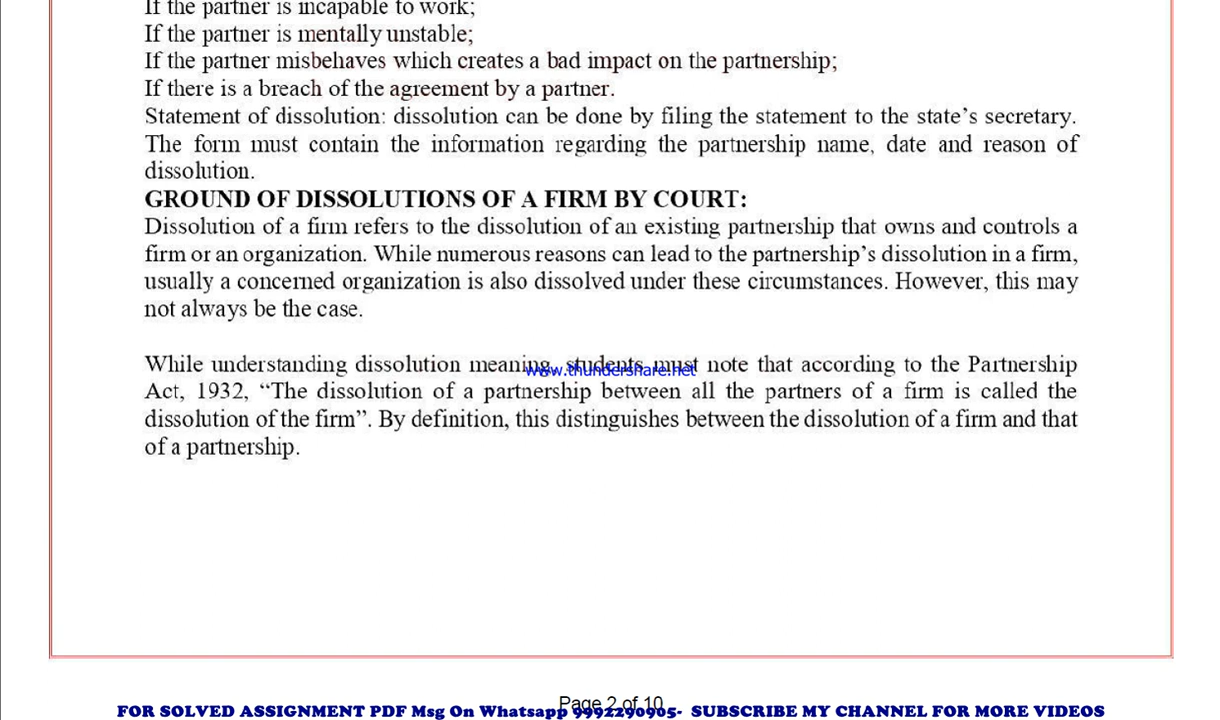 If the partner is incapable to work;
If the partner is mentally unstable;
If the partner misbehaves which creates a bad impact on the partnership;
If there is a breach of the agreement by a partner.
Statement of dissolution: dissolution can be done by filing the statement to the state’s secretary.
The form must contain the information regarding the partnership name, date and reason of
dissolution.
GROUND OF DISSOLUTIONS OF A FIRM BY COURT:
Dissolution of a firm refers to the dissolution of an existing partnership that owns and controls a
firm or an organization. While numerous reasons can lead to the partnership’s dissolution in a firm,
usually a concerned organization is also dissolved under these circumstances. However, this may
not always be the case.
While understanding dissolution meaning, students must note that according to the Partnership
www.thundershare.net
Act, 1932, “The dissolution of a partnership between all the partners of a firm is called the
dissolution of the firm”. By definition, this distinguishes between the dissolution of a firm and that
of a partnership.
Page 2 of 10
FOR SOLVED ASSIGNMENT PDF Msg On Whatsapp 9992290905- SUBSCRIBE MY CHANNEL FOR MORE VIDEOS